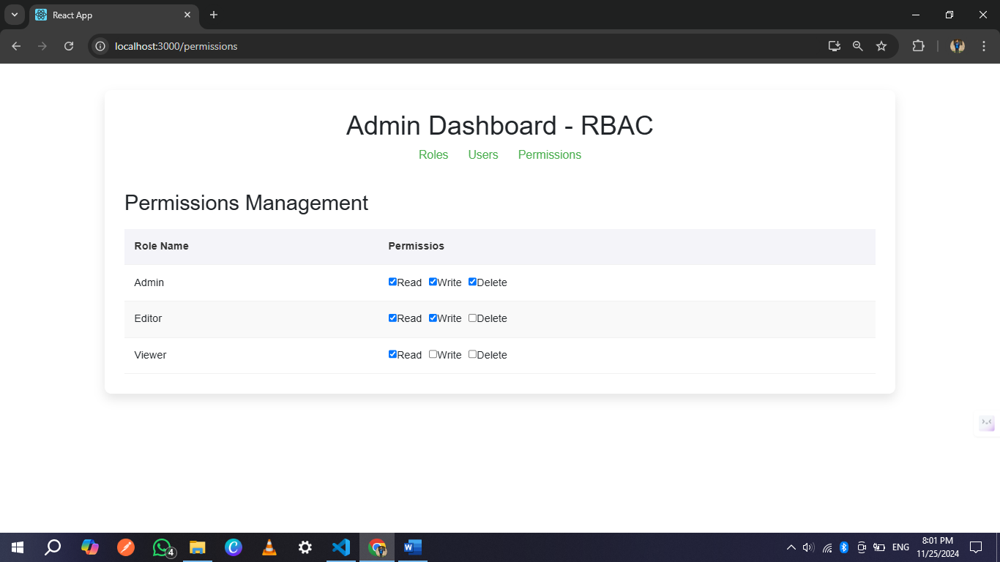 React App
localhost:3000/permissions
Admin Dashboard - RBAC
Roles Users Permissions
Permissions Management
Role Name Permissios
Admin Read Write Delete
Editor Read Write Delete
Viewer Read Write Delete
4
W
ENG
8:01 PM
11/25/2024